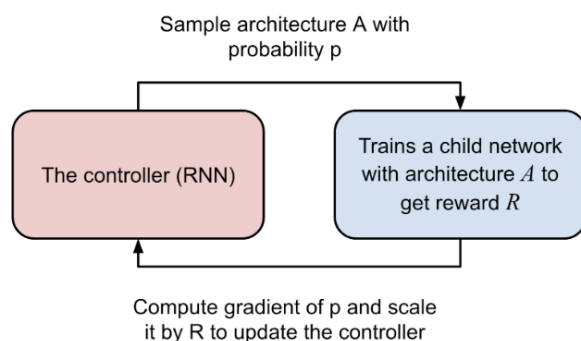 Sample architecture A with
probability p
The controller (RNN)
Trains a child network
with architecture A to
get reward R
Compute gradient of p and scale
it by R to update the controller